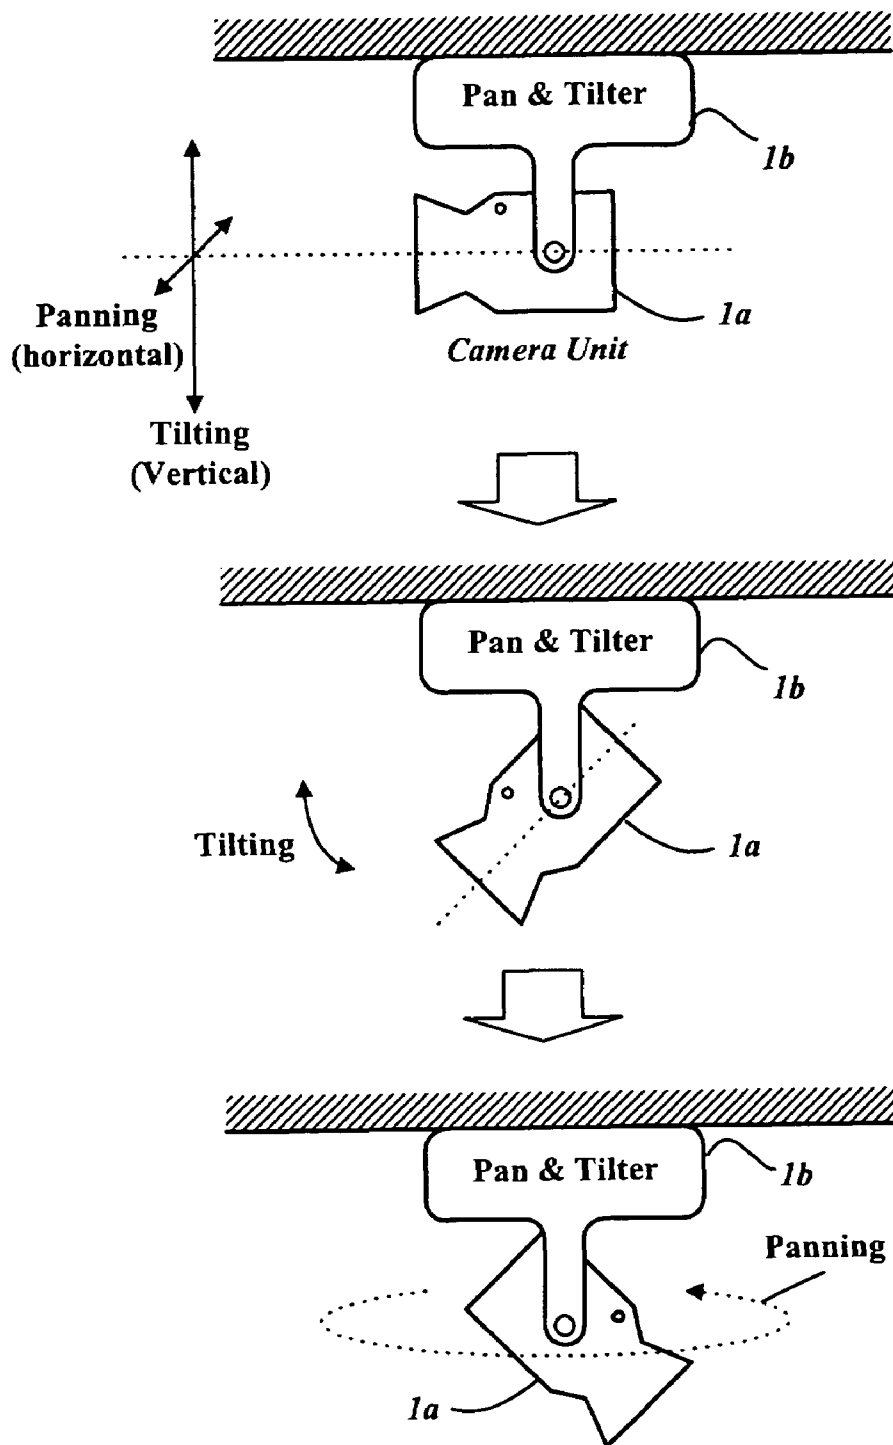 Pan & Tilter
1b
Panning
(horizontal)
1a
Camera Unit
Tilting
(Vertical)
Pan & Tilter
1b
Tilting
1a
Pan & Tilter
1b
Panning
1a